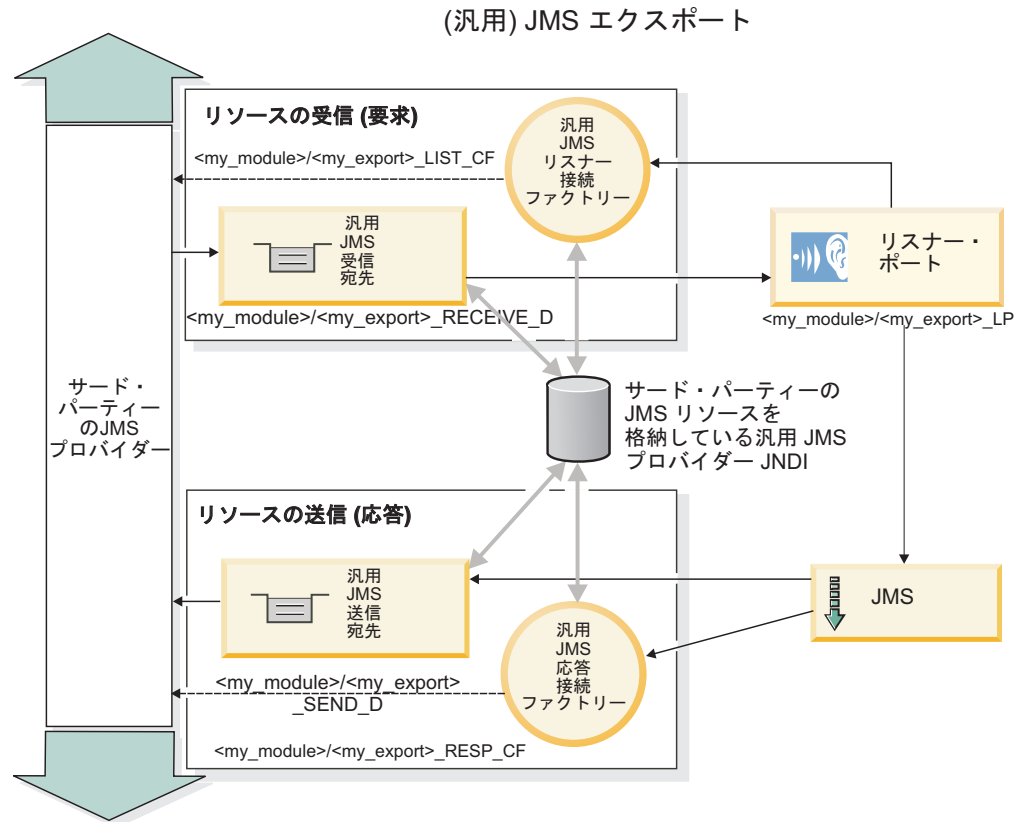 (汎用) JMS エクスポート
リソースの受信 (要求)
<my_module>/<my_export>_LIST_CF
汎用
JMS
リスナー
接続
ファクトリー
汎用
JMS
受信
宛先
<my_module>/<my_export>_RECEIVE_D
リスナー・
ポート
<my_module>/<my_export>_LP
サード・
パーティー
のJMS
プロバイダー
サード・パーティーの
JMS リソースを
格納している汎用 JMS
プロバイダー JNDI
リソースの送信 (応答)
汎用
JMS
送信
宛先
<my_module>/<my_export>
_SEND_D
汎用
JMS
応答
接続
ファクトリー
<my_module>/<my_export>_RESP_CF
JMS